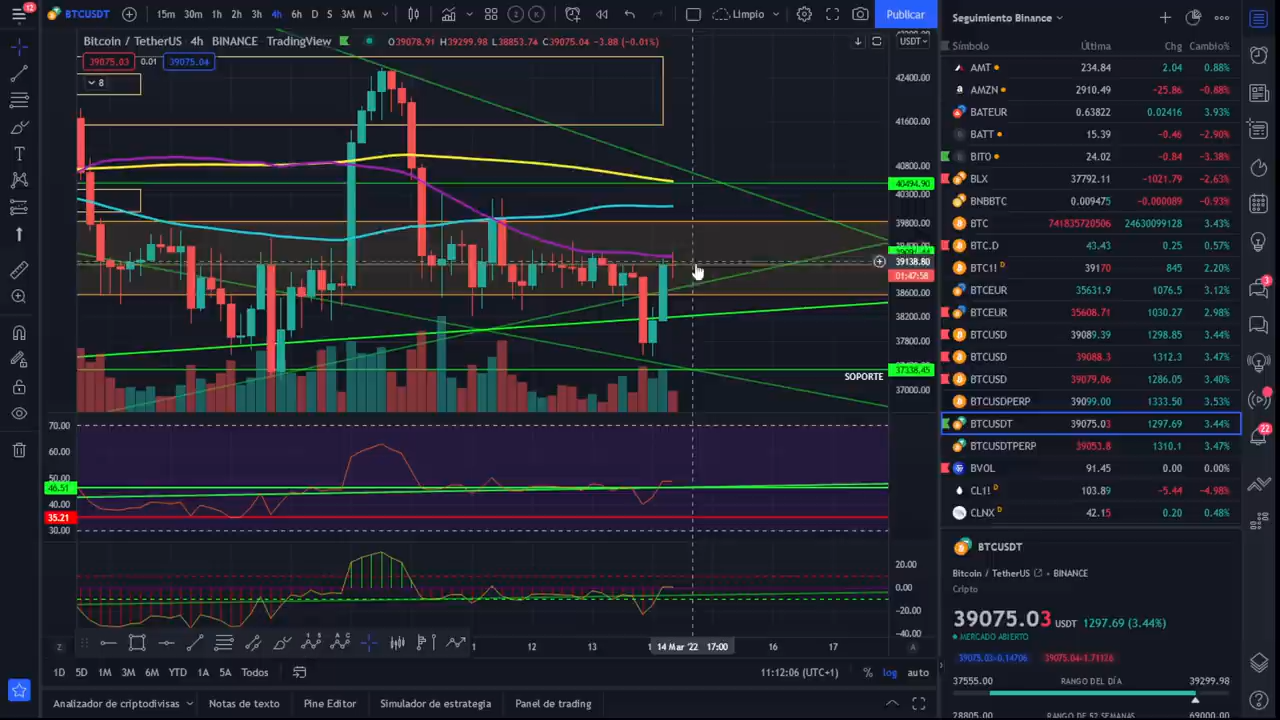 12
BTCUSDT
15m 30m 1h 2h 3h 4h 6h D S 3M M
Limpio
Publicar
Bitcoin / TetherUS 4h BINANCE TradingView O39078.91 H39299.98 L38853.74 C39075.04 −3.88 (−0.01%)
USDT
39075.03 0.01 39075.04
8
42400.00
41600.00
40800.00
40494.90
40300.00
39800.00
39138.80
01:47:58
38600.00
38200.00
37800.00
37338.45
37000.00
SOPORTE
70.00
60.00
50.00
46.51
40.00
35.21
30.00
20.00
0.00
−20.00
−40.00
12 13 14 Mar '22 17:00 16 17
Z
A
1D 5D 1M 3M 6M YTD 1A 5A Todos
11:12:06 (UTC+1) % log auto
Analizador de criptodivisas Notas de texto Pine Editor Simulador de estrategia Panel de trading
Seguimiento Binance
Símbolo Última Chg Cambio%
AMT 234.84 2.04 0.88%
AMZN 2910.49 −25.86 −0.88%
BATEUR 0.63822 0.02416 3.93%
BATT 15.39 −0.46 −2.90%
BITO 24.02 −0.84 −3.38%
BLX 37792.11 −1021.79 −2.63%
BNBBTC 0.009475 −0.000089 −0.93%
BTC 741835720506 24630099128 3.43%
BTC.D 43.43 0.25 0.57%
BTC1! D 39170 845 2.20%
BTCEUR 35631.9 1076.5 3.12%
BTCEUR 35608.71 1030.27 2.98%
BTCUSD 39089.39 1298.85 3.44%
BTCUSD 39088.3 1312.3 3.47%
BTCUSD 39079.06 1286.05 3.40%
BTCUSDPERP 39099.00 1333.50 3.53%
BTCUSDT 39075.03 1297.69 3.44%
BTCUSDTPERP 39053.8 1310.1 3.47%
BVOL 91.45 0.00 0.00%
CL1! D 103.89 −5.44 −4.98%
CLNX D 42.15 0.20 0.48%
BTCUSDT
Bitcoin / TetherUS • BINANCE
Cripto
39075.03 USDT 1297.69 (3.44%)
MERCADO ABIERTO
39075.03×0.14706 39075.04×1.71126
37555.00 RANGO DEL DÍA 39299.98
28805.00 RANGO DE 52 SEMANAS 69000.00
3
22